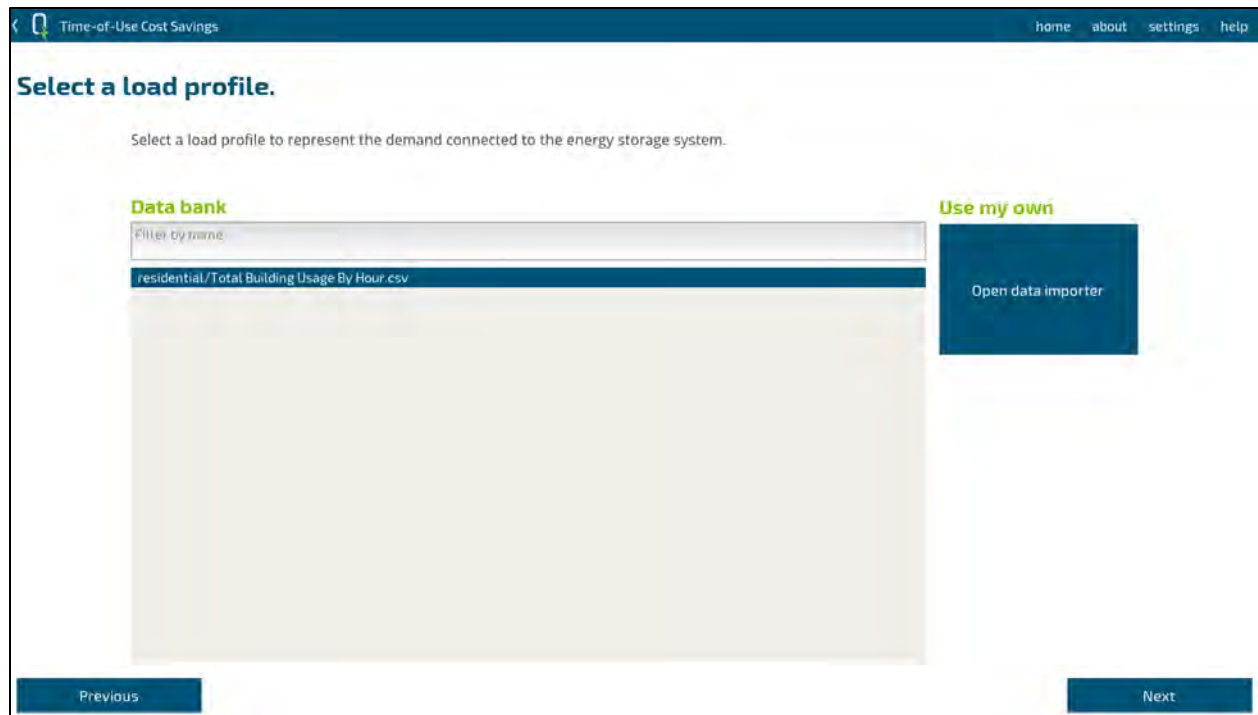 Time-of-Use Cost Savings home about settings help
Select a load profile.
Select a load profile to represent the demand connected to the energy storage system.
Data bank
Use my own
Filter by name
residential/Total Building Usage By Hour.csv
Open data importer
Previous
Next